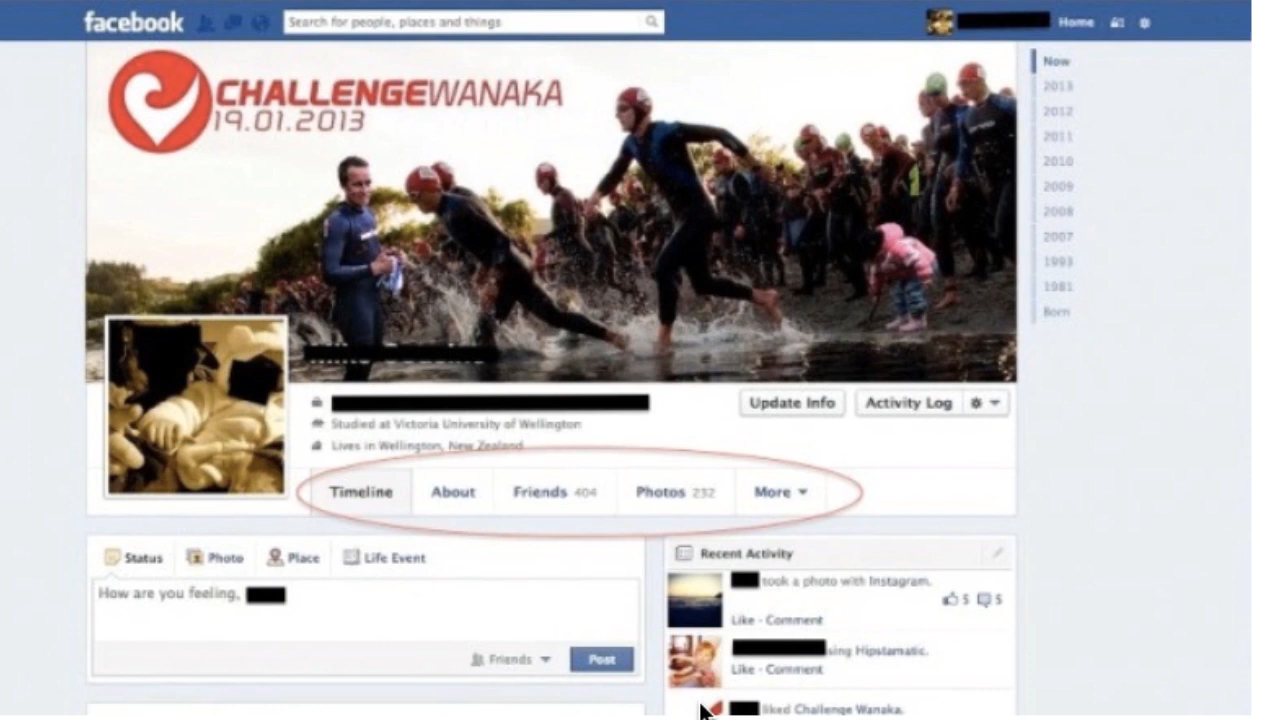 facebook
Search for people, places and things
Home
CHALLENGEWANAKA
19.01.2013
Now
2013
2012
2011
2010
2009
2008
2007
1993
1981
Born
Update Info
Activity Log
Studied at Victoria University of Wellington
Lives in Wellington, New Zealand
Timeline
About
Friends 404
Photos 232
More
Status
Photo
Place
Life Event
How are you feeling,
Friends
Post
Recent Activity
took a photo with Instagram.
5 5
Like · Comment
sing Hipstamatic.
Like · Comment
liked Challenge Wanaka.